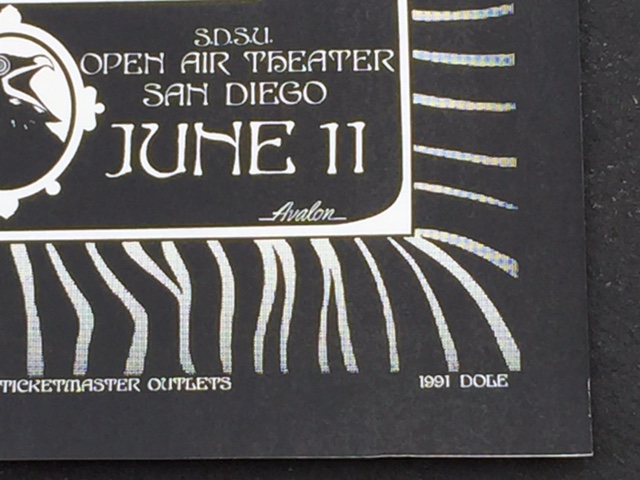 S.D.S.U.
OPEN AIR THEATER
SAN DIEGO
JUNE 11
Avalon
TICKETMASTER OUTLETS
1991 DOLE